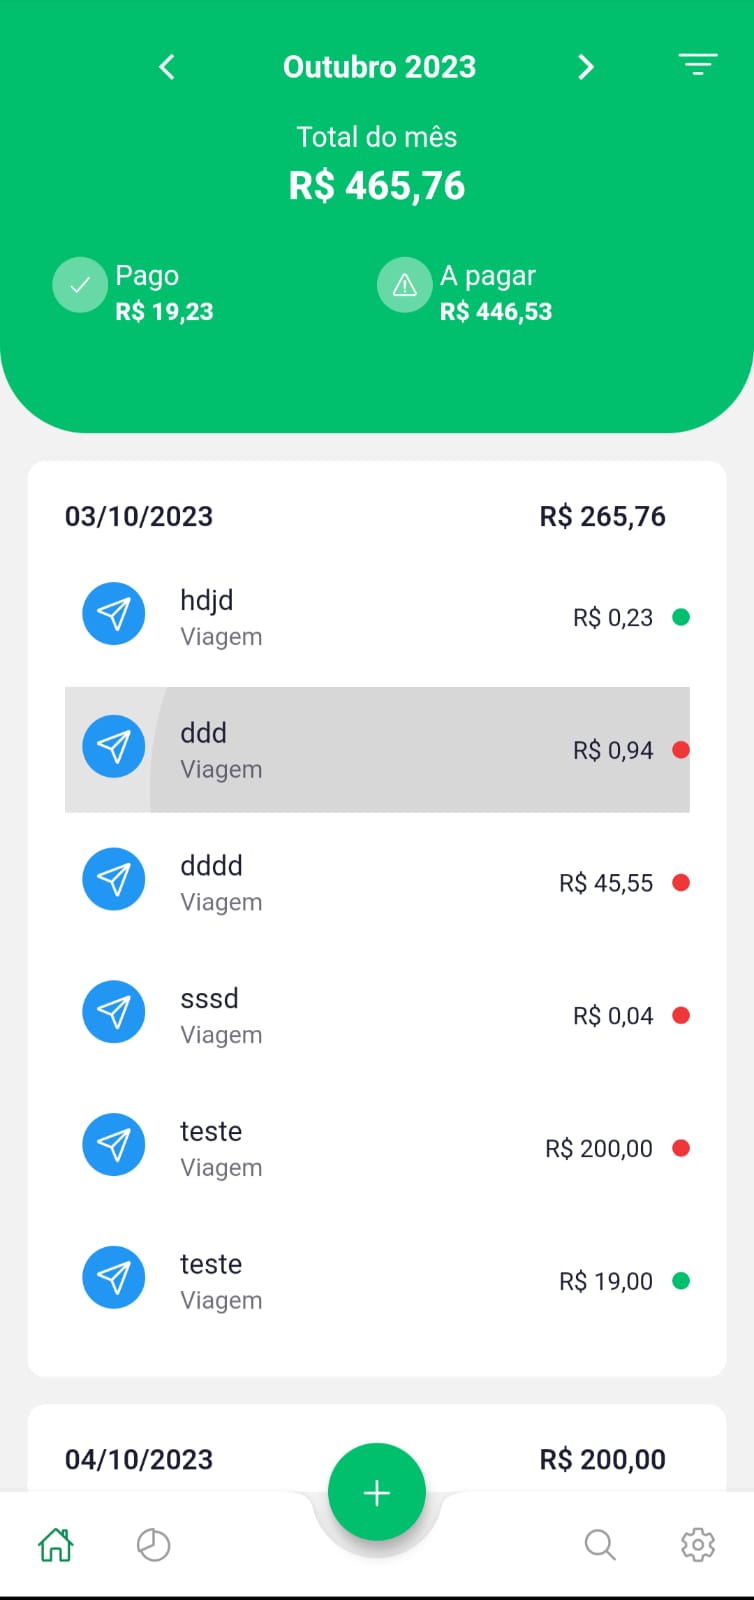 Outubro 2023
Total do mês
R$ 465,76
Pago
R$ 19,23
A pagar
R$ 446,53
03/10/2023 R$ 265,76
hdjd
Viagem
R$ 0,23
ddd
Viagem
R$ 0,94
dddd
Viagem
R$ 45,55
sssd
Viagem
R$ 0,04
teste
Viagem
R$ 200,00
teste
Viagem
R$ 19,00
04/10/2023 R$ 200,00